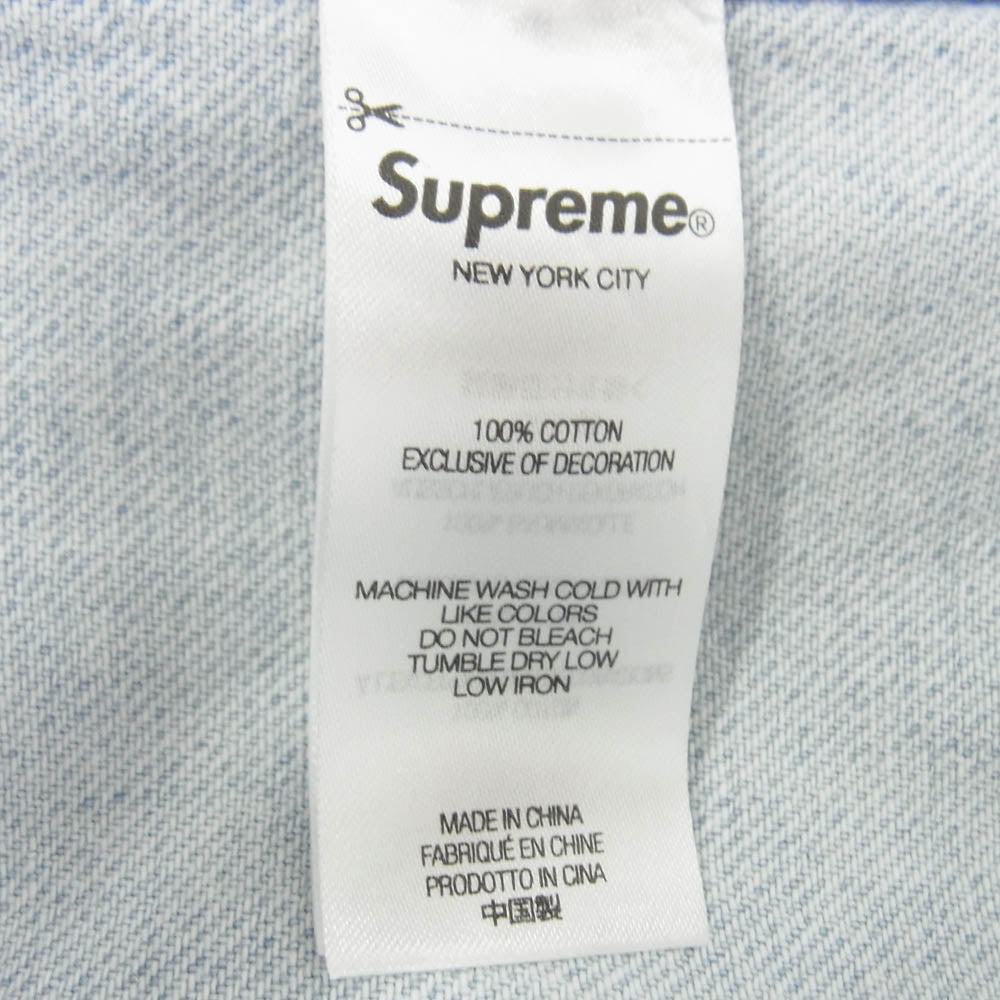 Supreme®
NEW YORK CITY
100% COTTON
EXCLUSIVE OF DECORATION
MACHINE WASH COLD WITH
LIKE COLORS
DO NOT BLEACH
TUMBLE DRY LOW
LOW IRON
MADE IN CHINA
FABRIQUÉ EN CHINE
PRODOTTO IN CINA
中国製